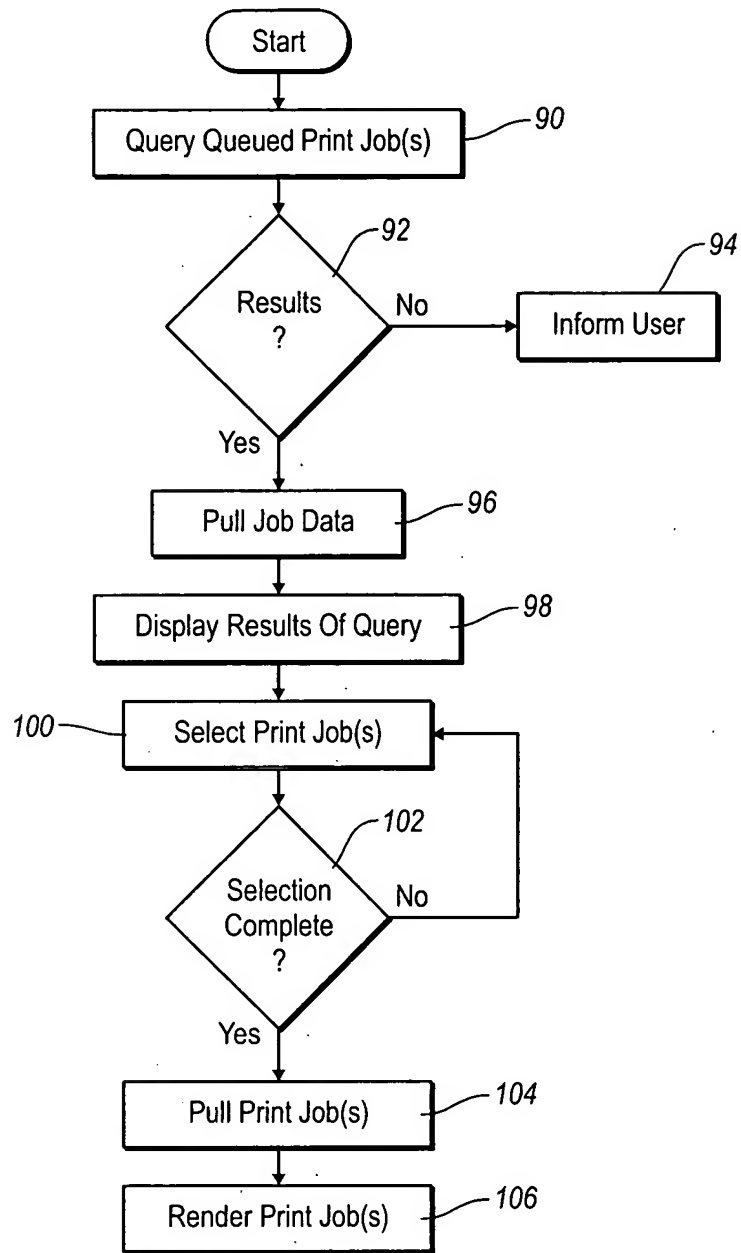 Start
Query Queued Print Job(s)
90
92
Results
?
No
94
Inform User
Yes
Pull Job Data
96
Display Results Of Query
98
100
Select Print Job(s)
102
Selection
Complete
?
No
Yes
Pull Print Job(s)
104
Render Print Job(s)
106